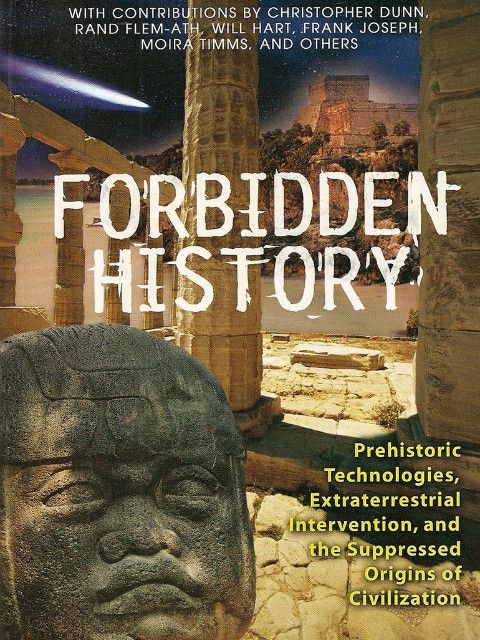 WITH CONTRIBUTIONS BY CHRISTOPHER DUNN,
RAND FLEM-ATH, WILL HART, FRANK JOSEPH,
MOIRA TIMMS, AND OTHERS
FORBIDDEN
HISTORY
Prehistoric
Technologies,
Extraterrestrial
Intervention, and
the Suppressed
Origins of
Civilization